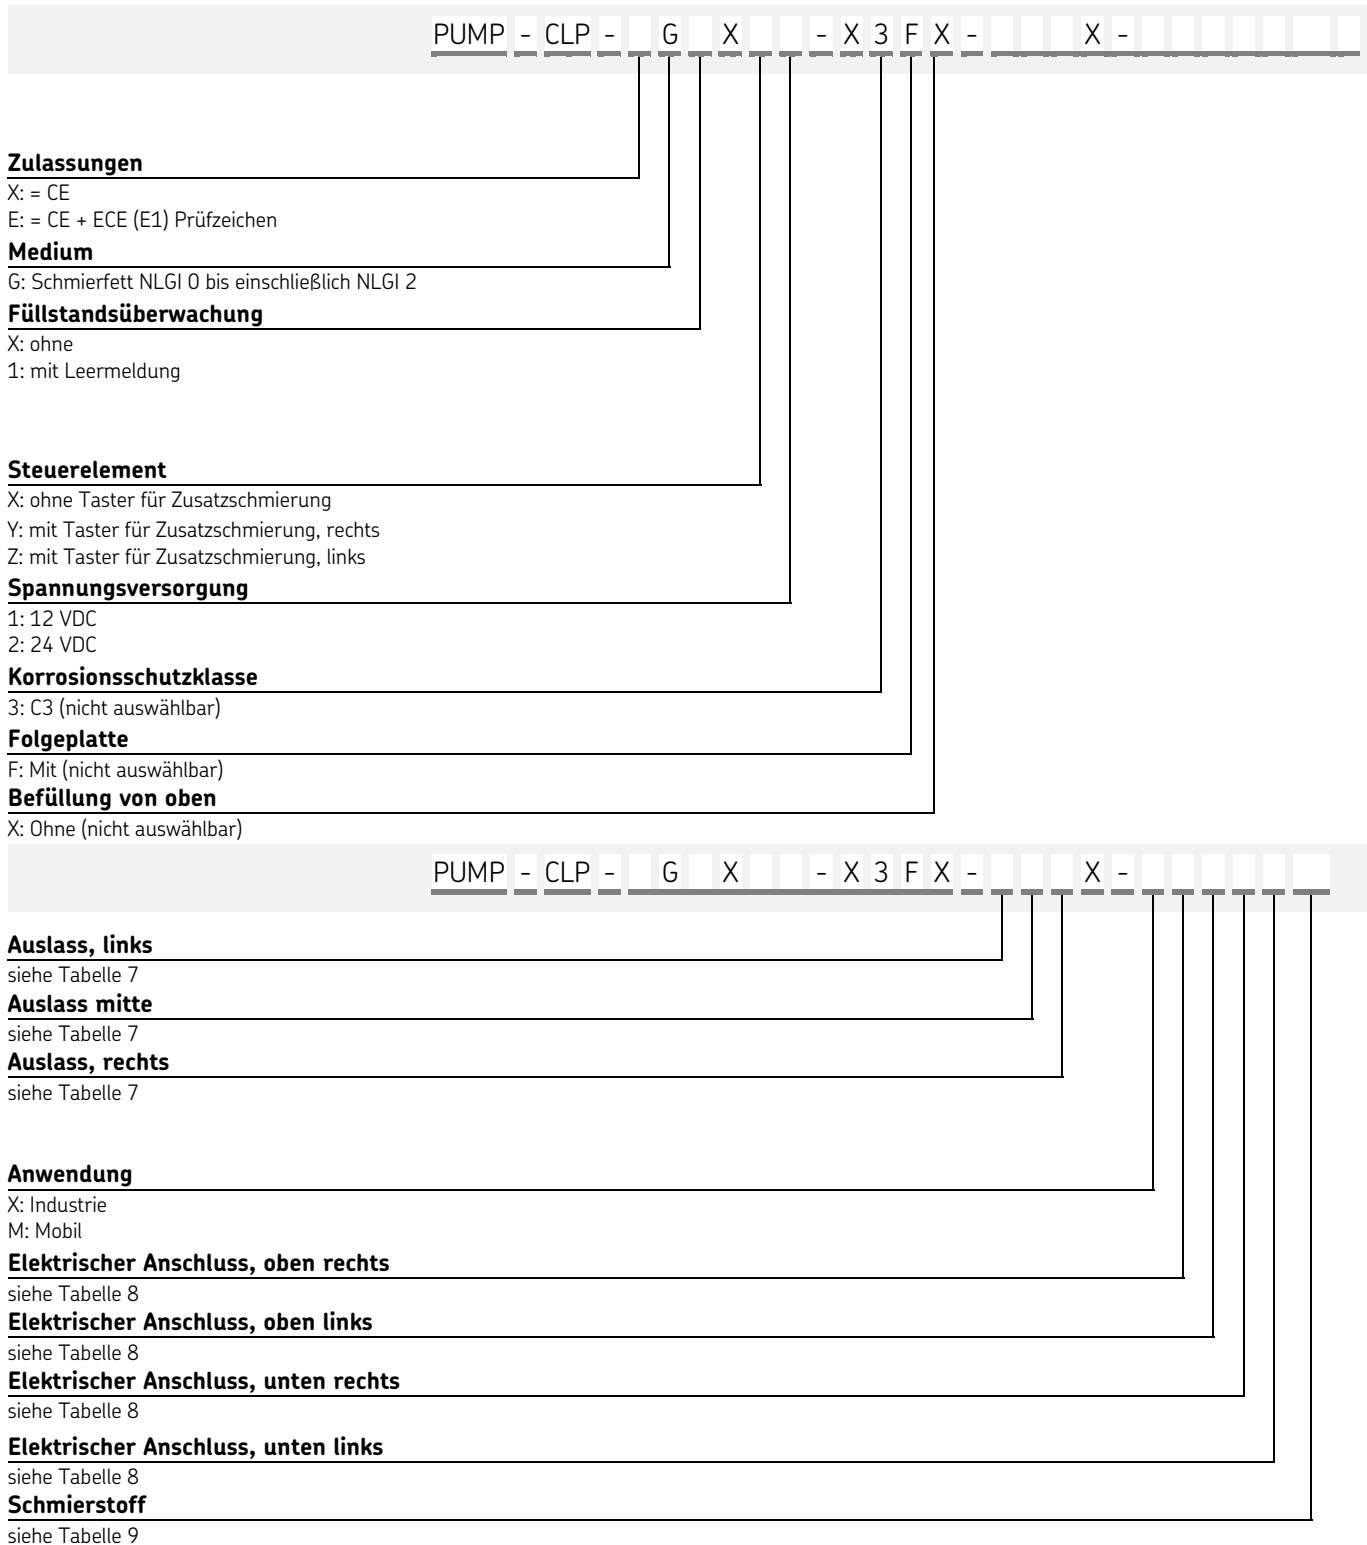 PUMP - CLP - G X - X 3 F X - X -
Zulassungen
X: = CE
E: = CE + ECE (E1) Prüfzeichen
Medium
G: Schmierfett NLGI 0 bis einschließlich NLGI 2
Füllstandsüberwachung
X: ohne
1: mit Leermeldung
Steuerelement
X: ohne Taster für Zusatzschmierung
Y: mit Taster für Zusatzschmierung, rechts
Z: mit Taster für Zusatzschmierung, links
Spannungsversorgung
1: 12 VDC
2: 24 VDC
Korrosionsschutzklasse
3: C3 (nicht auswählbar)
Folgeplatte
F: Mit (nicht auswählbar)
Befüllung von oben
X: Ohne (nicht auswählbar)
PUMP - CLP - G X - X 3 F X - X -
Auslass, links
siehe Tabelle 7
Auslass mitte
siehe Tabelle 7
Auslass, rechts
siehe Tabelle 7
Anwendung
X: Industrie
M: Mobil
Elektrischer Anschluss, oben rechts
siehe Tabelle 8
Elektrischer Anschluss, oben links
siehe Tabelle 8
Elektrischer Anschluss, unten rechts
siehe Tabelle 8
Elektrischer Anschluss, unten links
siehe Tabelle 8
Schmierstoff
siehe Tabelle 9